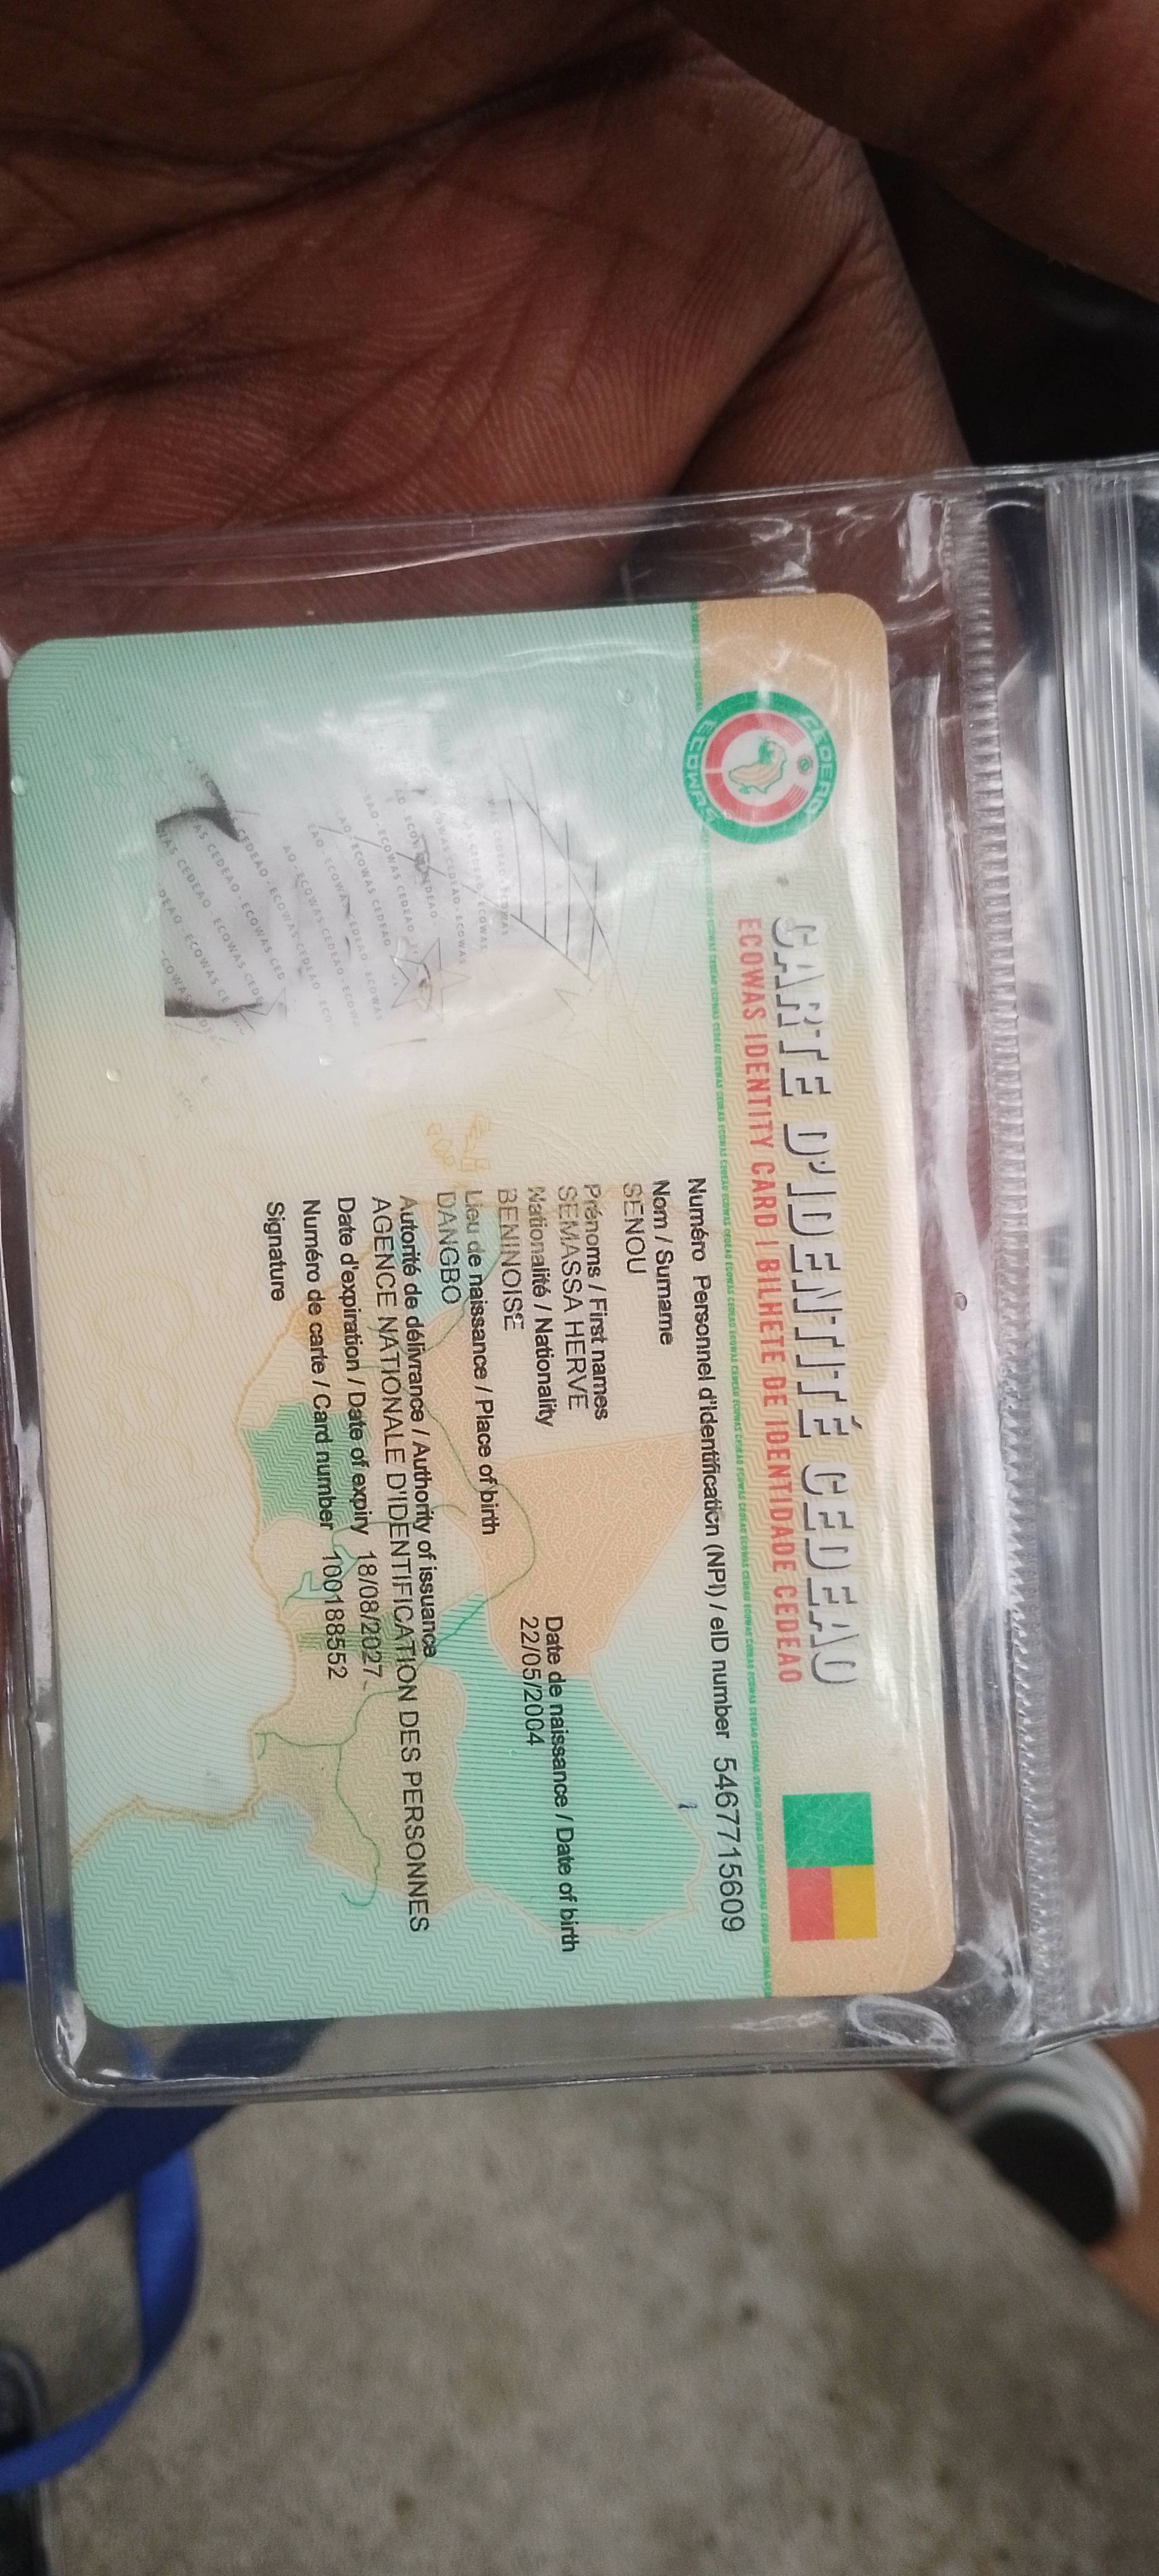 CEDEAO
ECOWAS
CARTE D'IDENTITÉ CEDEAO
ECOWAS IDENTITY CARD | BILHETE DE IDENTIDADE CEDEAO
Numéro Personnel d'Identification (NPI) / eID number 5467715609
Nom / Surname
SENOU
Prénoms / First names
SEMASSA HERVE
Nationalité / Nationality
BENINOISE
Date de naissance / Date of birth
22/05/2004
Lieu de naissance / Place of birth
DANGBO
Autorité de délivrance / Authority of issuance
AGENCE NATIONALE D'IDENTIFICATION DES PERSONNES
Date d'expiration / Date of expiry 18/08/2027
Numéro de carte / Card number 100188552
Signature